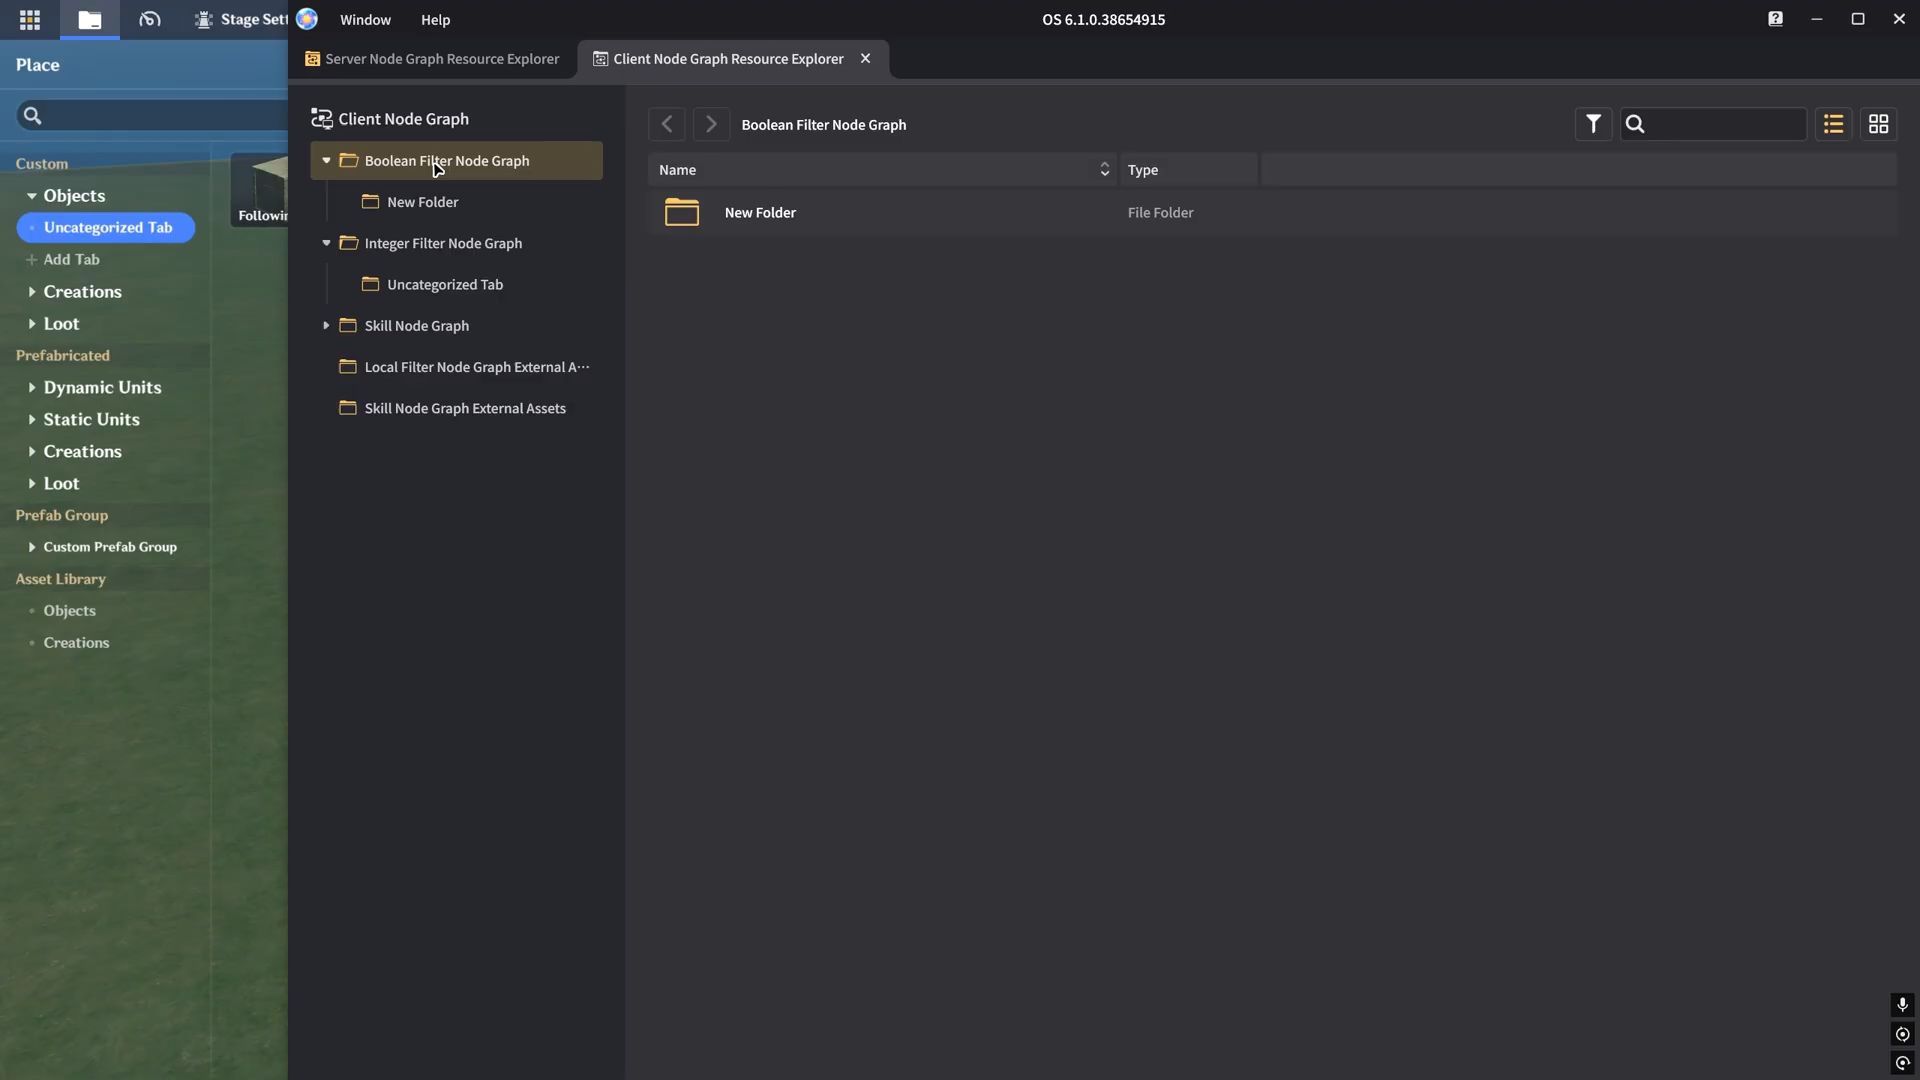 Stage Sett
Window
Help
OS 6.1.0.38654915
Place
Server Node Graph Resource Explorer
Client Node Graph Resource Explorer
Custom
Objects
Uncategorized Tab
Add Tab
Creations
Loot
Prefabricated
Dynamic Units
Static Units
Creations
Loot
Prefab Group
Custom Prefab Group
Asset Library
Objects
Creations
Followin
Client Node Graph
Boolean Filter Node Graph
New Folder
Integer Filter Node Graph
Uncategorized Tab
Skill Node Graph
Local Filter Node Graph External A···
Skill Node Graph External Assets
Boolean Filter Node Graph
Name
Type
New Folder
File Folder